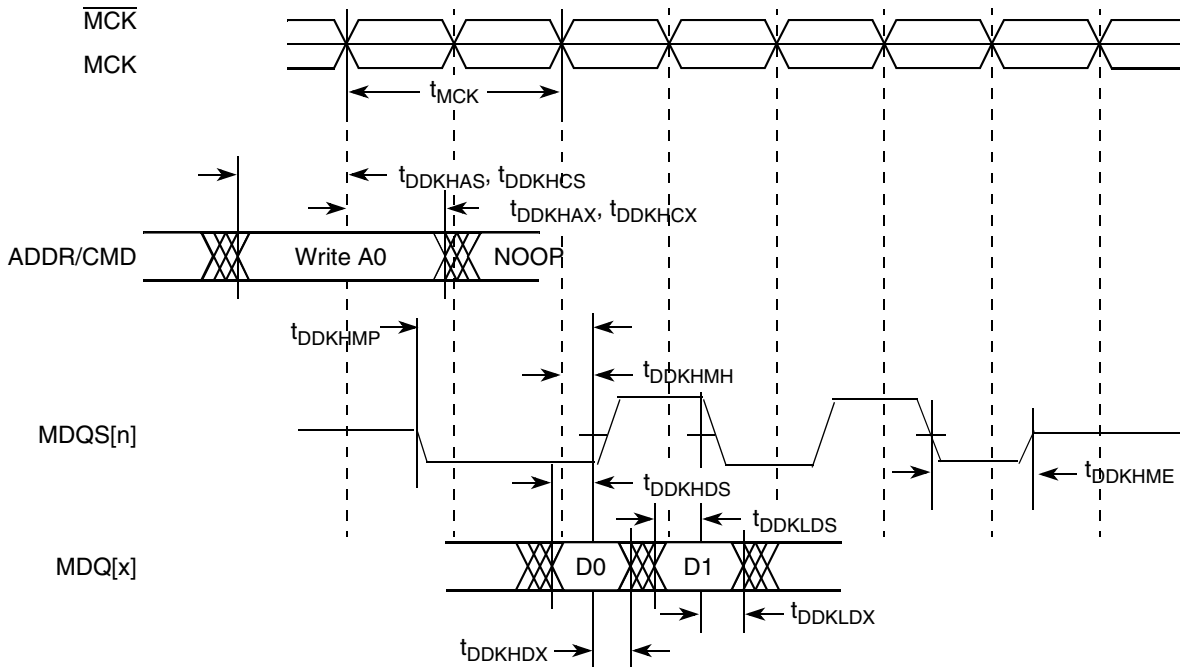 MCK
MCK
tMCK
tDDKHAS, tDDKHCS
tDDKHAX, tDDKHCX
ADDR/CMD
Write A0
NOOP
tDDKHMP
tDDKHMH
MDQS[n]
tDDKHDS
tDDKHME
tDDKLDS
MDQ[x]
D0
D1
tDDKLDX
tDDKHDX